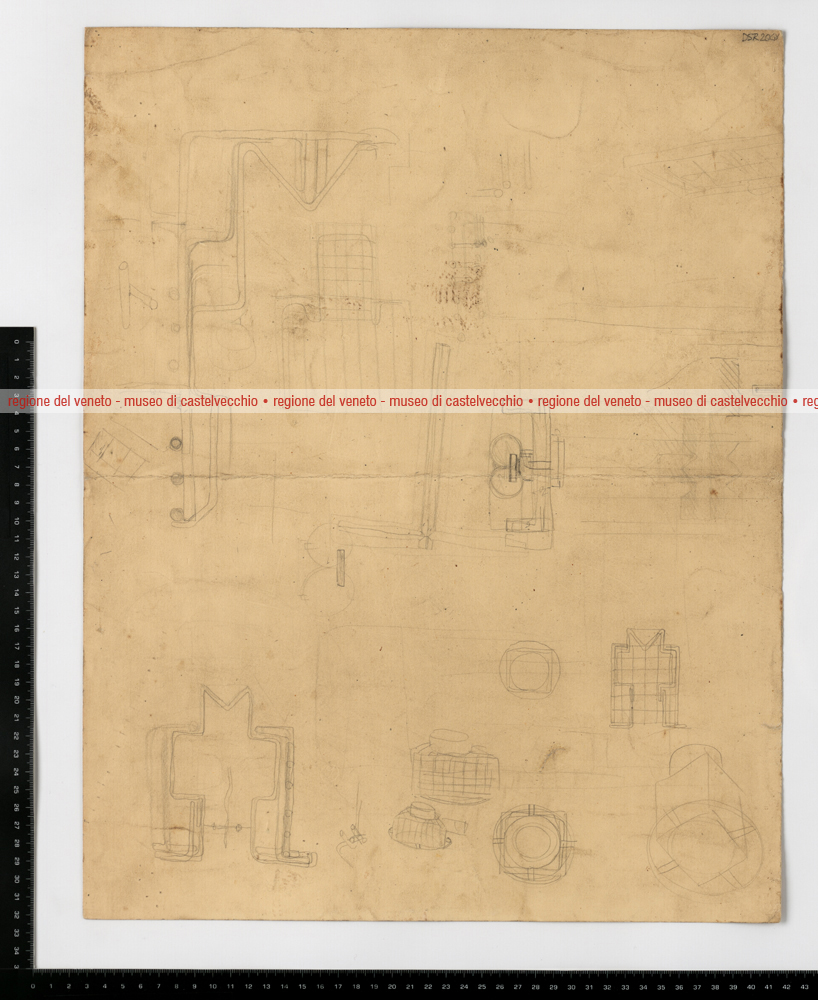 regione del veneto - museo di castelvecchio • regione del veneto - museo di castelvecchio • regione del veneto - museo di castelvecchio • reg
0 1 2 3 4 5 6 7 8 9 10 11 12 13 14 15 16 17 18 19 20 21 22 23 24 25 26 27 28 29 30 31 32 33 34 3
0 1 2 3 4 5 6 7 8 9 10 11 12 13 14 15 16 17 18 19 20 21 22 23 24 25 26 27 28 29 30 31 32 33 34 35 36 37 38 39 40 41 42 43